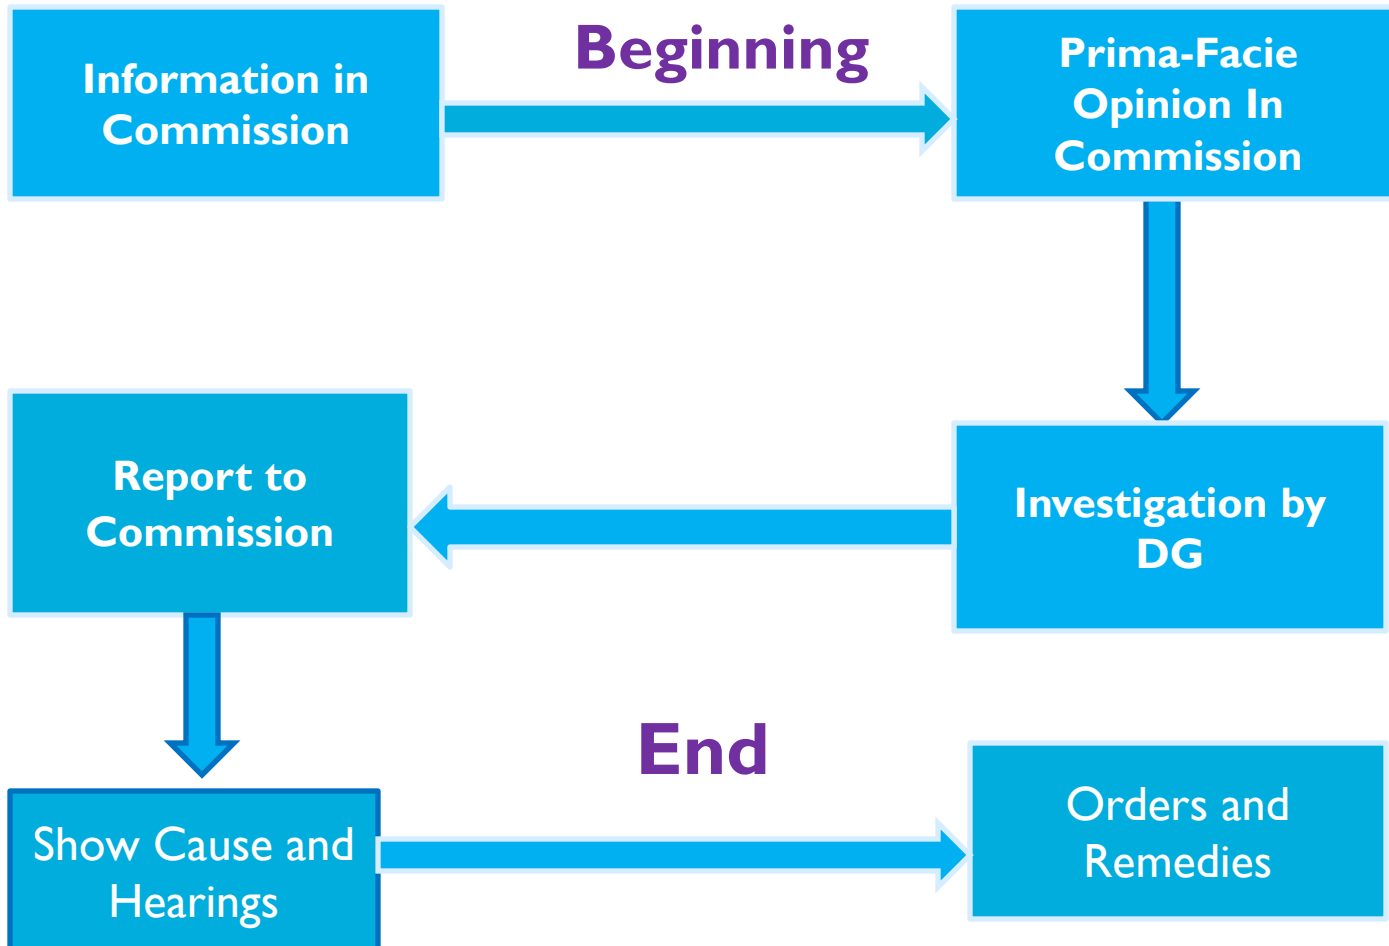 Information in
Commission
Beginning
Prima-Facie
Opinion In
Commission
Report to
Commission
Investigation by
DG
End
Show Cause and
Hearings
Orders and
Remedies